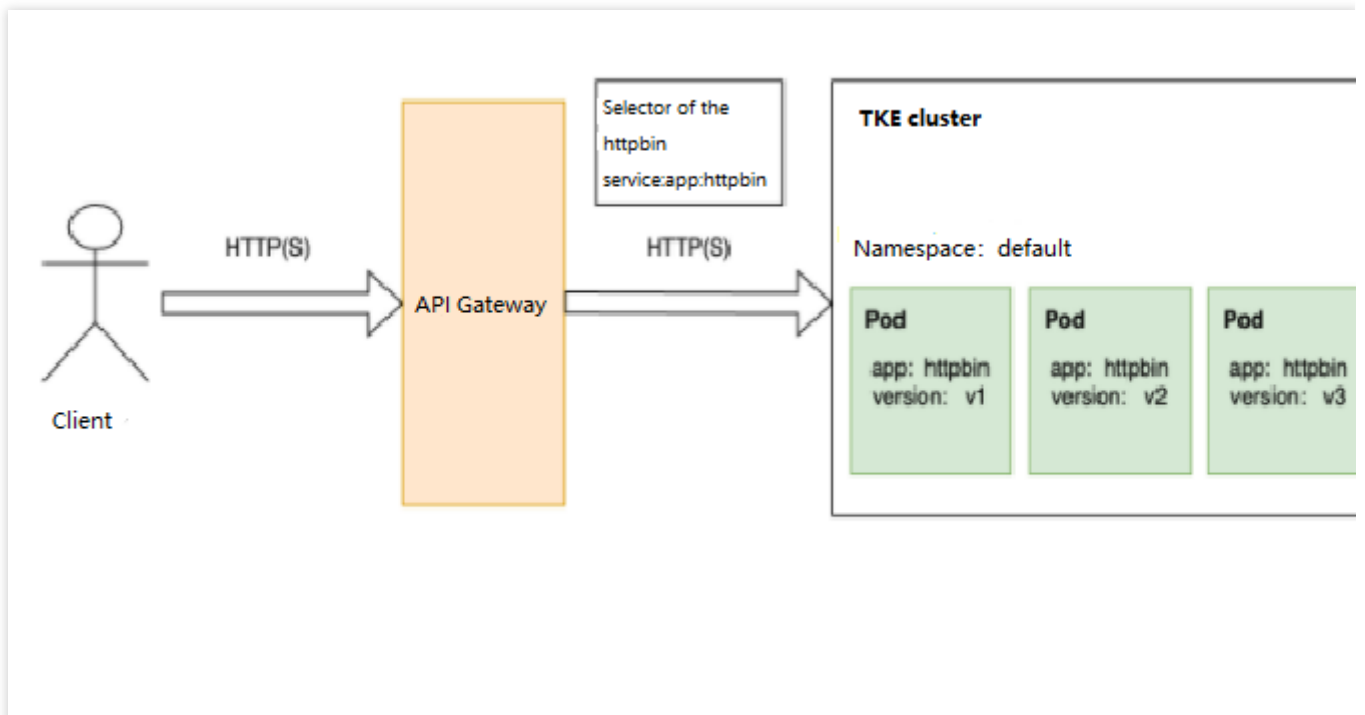 Selector of the
httpbin
service:app:httpbin
TKE cluster
HTTP(S)
HTTP(S)
Namespace： default
API Gateway
Pod
app: httpbin
version: v1
Pod
app: httpbin
version: v2
Pod
app: httpbin
version: v3
Client